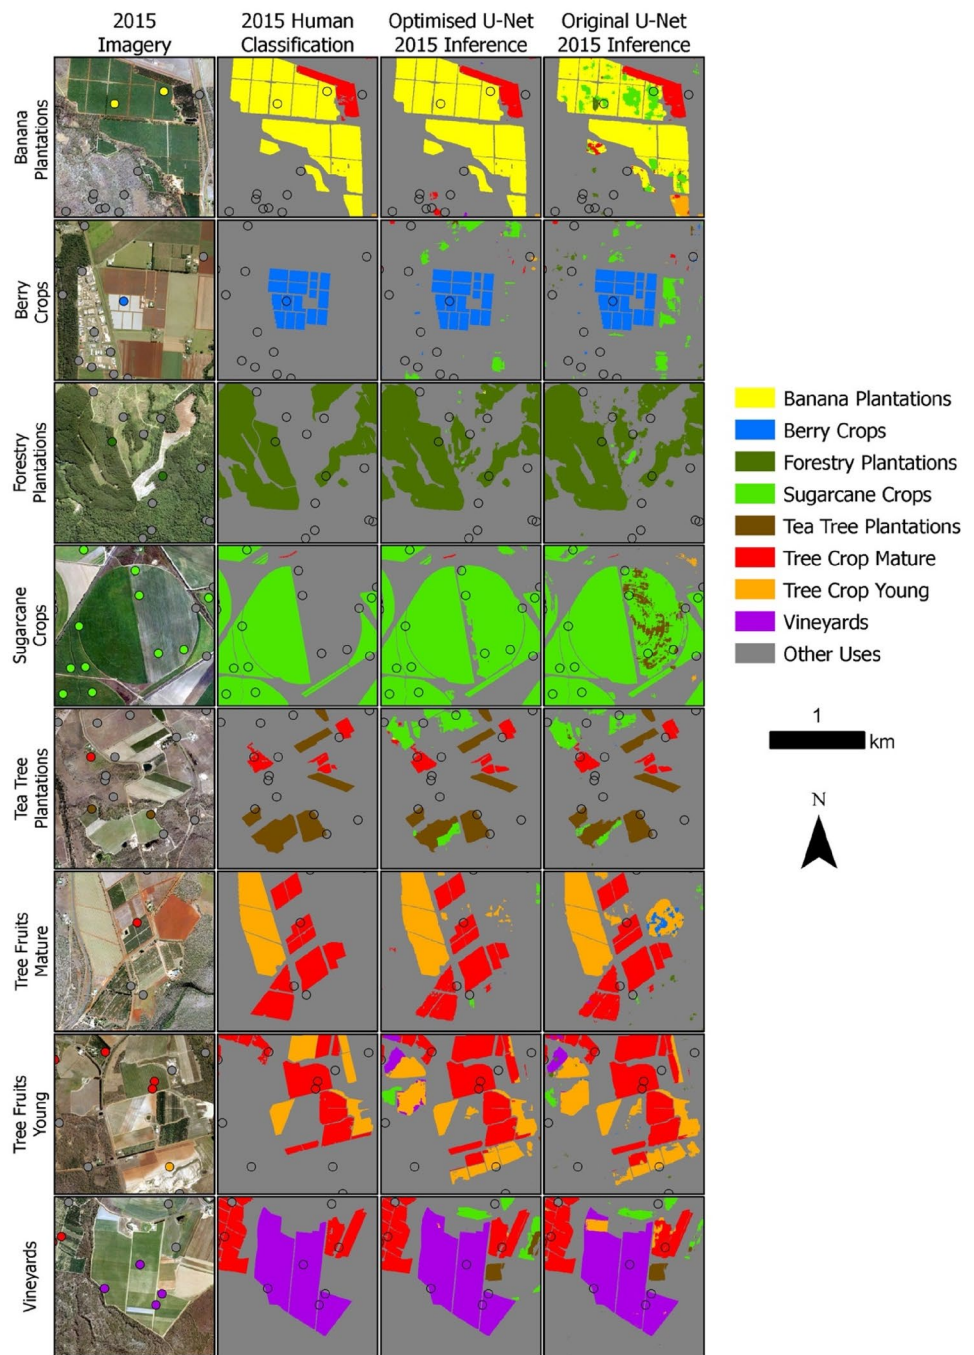 2015
Imagery
2015 Human
Classification
Optimised U-Net
2015 Inference
Original U-Net
2015 Inference
Banana
Plantations
Berry
Crops
Forestry
Plantations
Sugarcane
Crops
Tea Tree
Plantations
Tree Fruits
Mature
Tree Fruits
Young
Vineyards
Banana Plantations
Berry Crops
Forestry Plantations
Sugarcane Crops
Tea Tree Plantations
Tree Crop Mature
Tree Crop Young
Vineyards
Other Uses
1
km
N